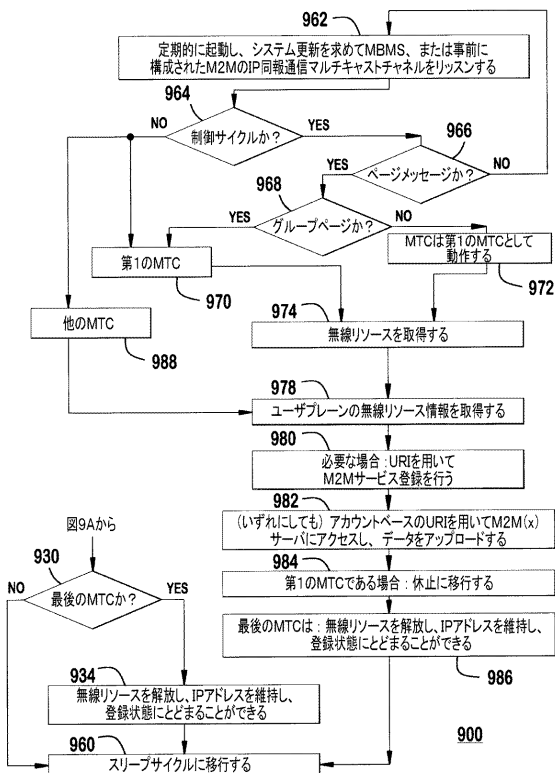 962
定期的に起動し、システム更新を求めてMBMS、または事前に
構成されたM2MのIP同報通信マルチキャストチャネルをリッスンする
964
制御サイクルか?
NO
YES
966
ページメッセージか?
YES
NO
968
グループページか?
YES
NO
第1のMTC
970
MTCは第1のMTCとして
動作する
972
974
無線リソースを取得する
他のMTC
988
978
ユーザプレーンの無線リソース情報を取得する
980
必要な場合:URIを用いて
M2Mサービス登録を行う
982
(いずれにしても)アカウントベースのURIを用いてM2M(x)
サーバにアクセスし、データをアップロードする
984
第1のMTCである場合:休止に移行する
最後のMTCは:無線リソースを解放し、IPアドレスを維持し、
登録状態にとどまることができる
986
図9Aから
930
最後のMTCか?
NO
YES
934
無線リソースを解放し、IPアドレスを維持し、
登録状態にとどまることができる
960
スリープサイクルに移行する
900